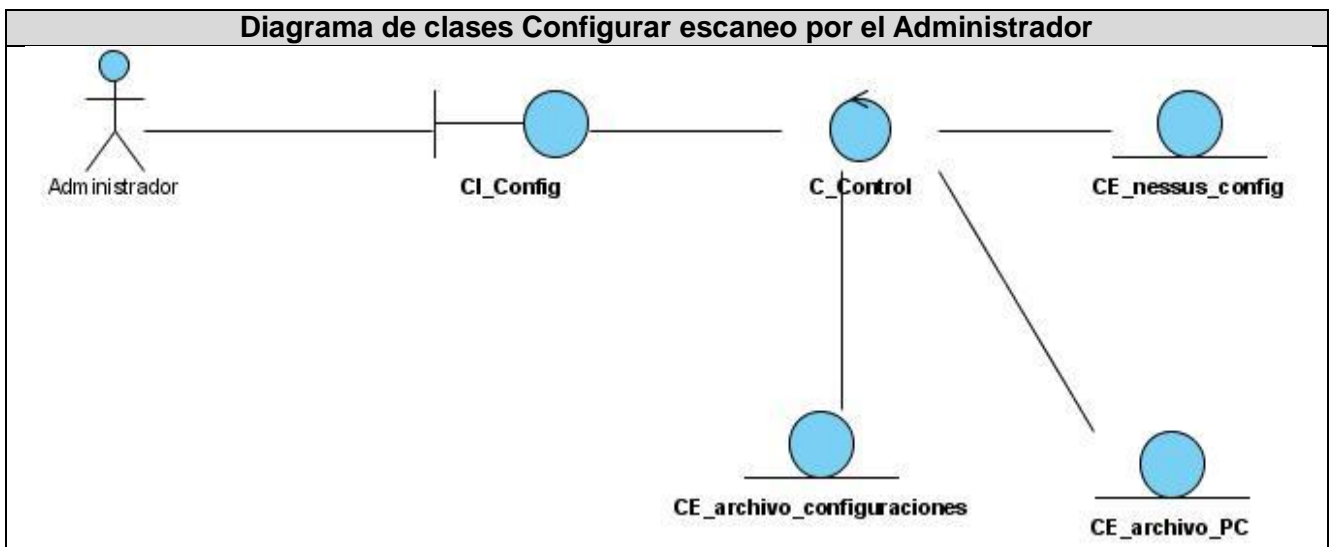 Diagrama de clases Configurar escaneo por el Administrador
Administrador
CI_Config
C_Control
CE_nessus_config
CE_archivo_configuraciones
CE_archivo_PC